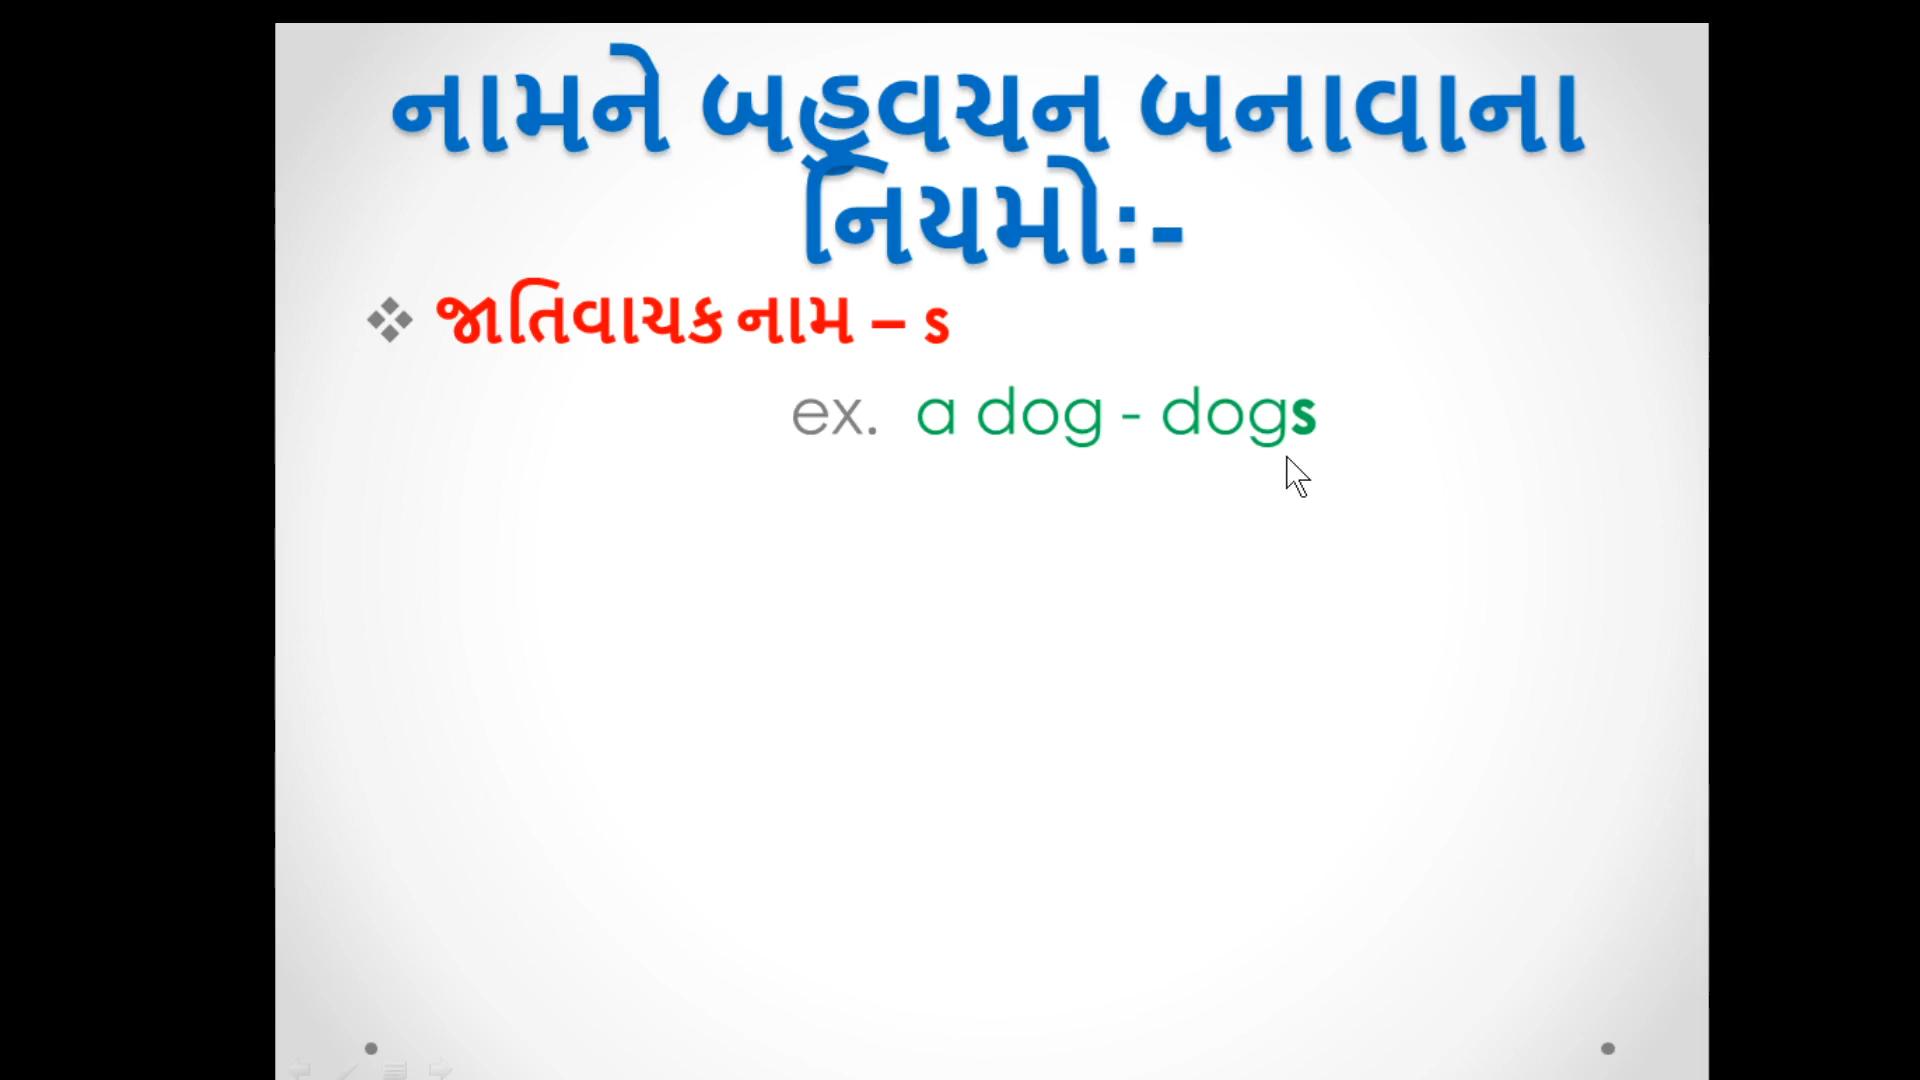 નામને બહુવચન બનાવાના
નિયમો:-
જાતિવાચક નામ – s
ex. a dog - dogs